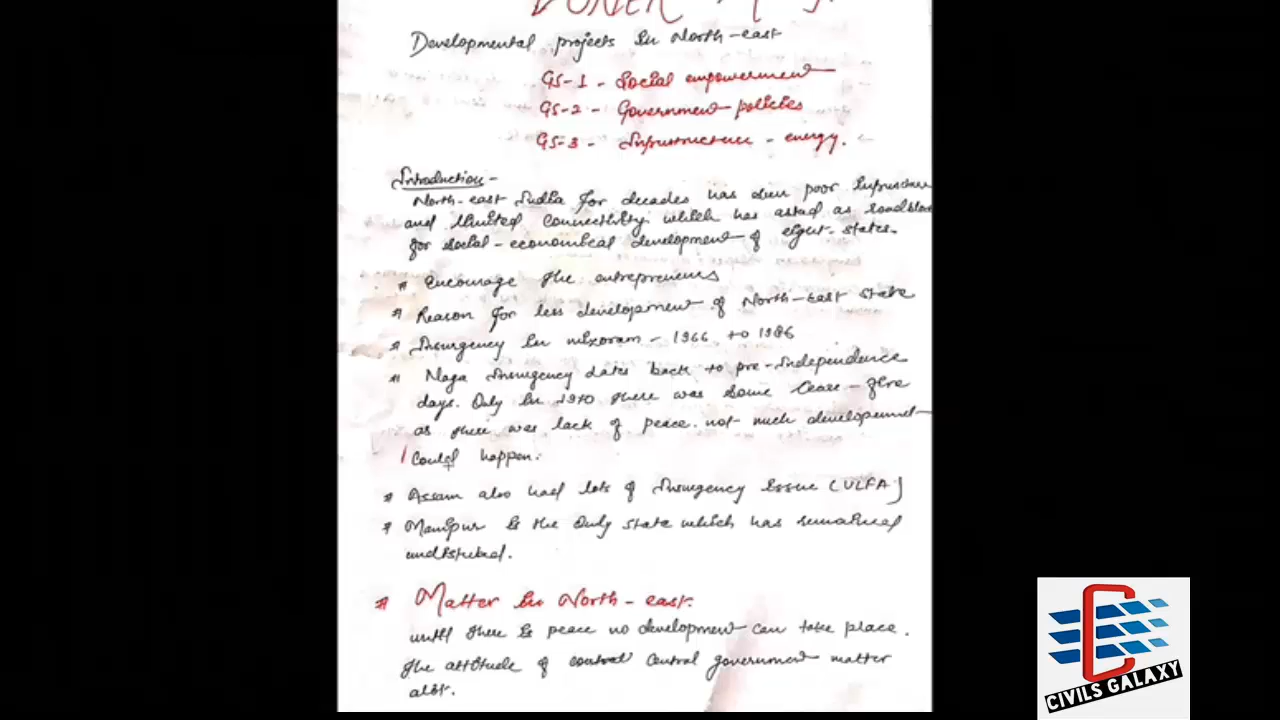 Developmental projects in North-east
GS-1 - Social empowerment
GS-2 - Government policies
GS-3 - Infrustructure - energy.
Introduction -
North-east India for decades has seen poor
and limited connectivity which has acted as
for social-economical development of eight states.
* Encourage the entrepreneurs
* Reason for less development of North-East state
* Insurgency in mizoram - 1966 to 1986
* Naga Insurgency dates back to pre-independence
days. Only in there was some Cease-fire
as there was lack of peace. not much development
could happen.
* Assam also had lots of Insurgency issue (ULFA)
* Manipur is the only state which has remained
undistribed.
* Matter in North-east.
until there is peace no development can take place.
The attitude of central Central government matter
alot.
CIVILS GALAXY